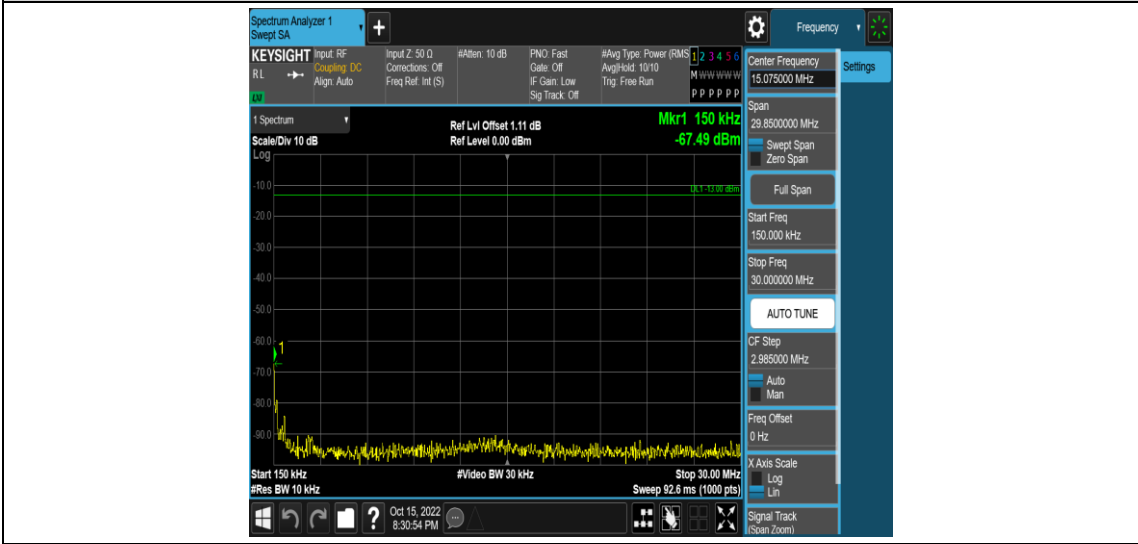 Spectrum Analyzer 1
Swept SA
Frequency
KEYSIGHT
RL
Input: RF
Coupling: DC
Align: Auto
Input Z: 50 Ω
Corrections: Off
Freq Ref: Int (S)
#Atten: 10 dB
PNO: Fast
Gate: Off
IF Gain: Low
Sig Track: Off
#Avg Type: Power (RMS
Avg|Hold: 10/10
Trig: Free Run
1 2 3 4 5 6
M W W W W W
P P P P P P
1 Spectrum
Scale/Div 10 dB
Log
Ref Lvl Offset 1.11 dB
Ref Level 0.00 dBm
Mkr1 150 kHz
-67.49 dBm
DL1 -13.00 dBm
-10.0
-20.0
-30.0
-40.0
-50.0
-60.0
1
-70.0
-80.0
-90.0
Start 150 kHz
#Res BW 10 kHz
#Video BW 30 kHz
Stop 30.00 MHz
Sweep 92.6 ms (1000 pts)
?
Oct 15, 2022
8:30:54 PM
Settings
Center Frequency
15.075000 MHz
Span
29.8500000 MHz
Swept Span
Zero Span
Full Span
Start Freq
150.000 kHz
Stop Freq
30.000000 MHz
AUTO TUNE
CF Step
2.985000 MHz
Auto
Man
Freq Offset
0 Hz
X Axis Scale
Log
Lin
Signal Track
(Span Zoom)